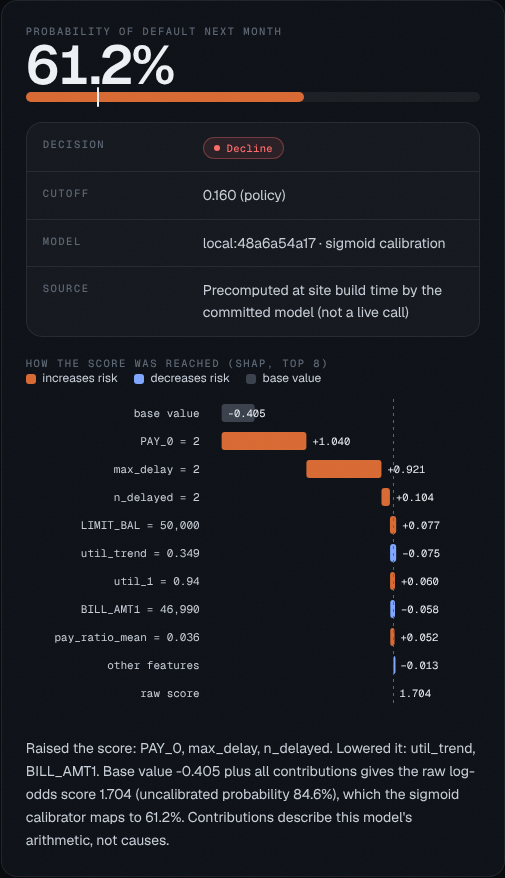 PROBABILITY OF DEFAULT NEXT MONTH
61.2%
DECISION Decline
CUTOFF 0.160 (policy)
MODEL local:48a6a54a17 · sigmoid calibration
SOURCE Precomputed at site build time by the
committed model (not a live call)
HOW THE SCORE WAS REACHED (SHAP, TOP 8)
increases risk decreases risk base value
base value -0.405
PAY_0 = 2 +1.040
max_delay = 2 +0.921
n_delayed = 2 +0.104
LIMIT_BAL = 50,000 +0.077
util_trend = 0.349 -0.075
util_1 = 0.94 +0.060
BILL_AMT1 = 46,990 -0.058
pay_ratio_mean = 0.036 +0.052
other features -0.013
raw score 1.704
Raised the score: PAY_0, max_delay, n_delayed. Lowered it: util_trend,
BILL_AMT1. Base value -0.405 plus all contributions gives the raw log-
odds score 1.704 (uncalibrated probability 84.6%), which the sigmoid
calibrator maps to 61.2%. Contributions describe this model's
arithmetic, not causes.